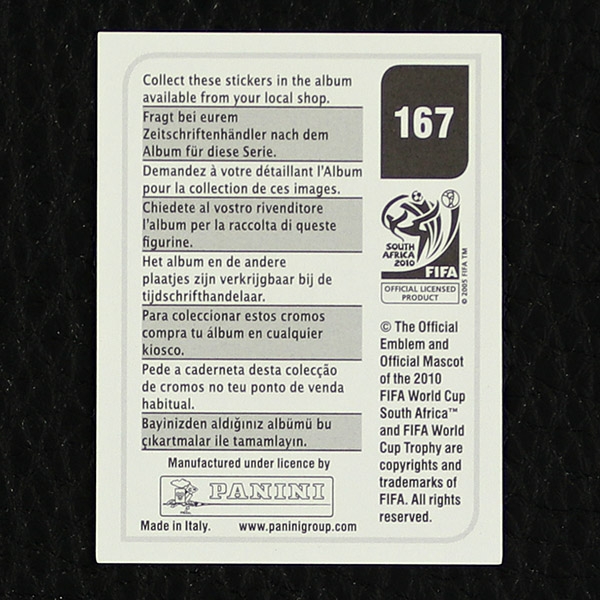 Collect these stickers in the album
available from your local shop.
Fragt bei eurem
Zeitschriftenhändler nach dem
Album für diese Serie.
Demandez à votre détaillant l'Album
pour la collection de ces images.
Chiedete al vostro rivenditore
l'album per la raccolta di queste
figurine.
Het album en de andere
plaatjes zijn verkrijgbaar bij de
tijdschrifthandelaar.
Para coleccionar estos cromos
compra tu álbum en cualquier
kiosco.
Pede a caderneta desta colecção
de cromos no teu ponto de venda
habitual.
Bayinizden aldığınız albümü bu
çıkartmalar ile tamamlayın.
Manufactured under licence by
PANINI
Made in Italy. www.paninigroup.com
167
SOUTH
AFRICA
2010
FIFA
OFFICIAL LICENSED
PRODUCT
© 2005 FIFA TM
© The Official
Emblem and
Official Mascot
of the 2010
FIFA World Cup
South Africa™
and FIFA World
Cup Trophy are
copyrights and
trademarks of
FIFA. All rights
reserved.